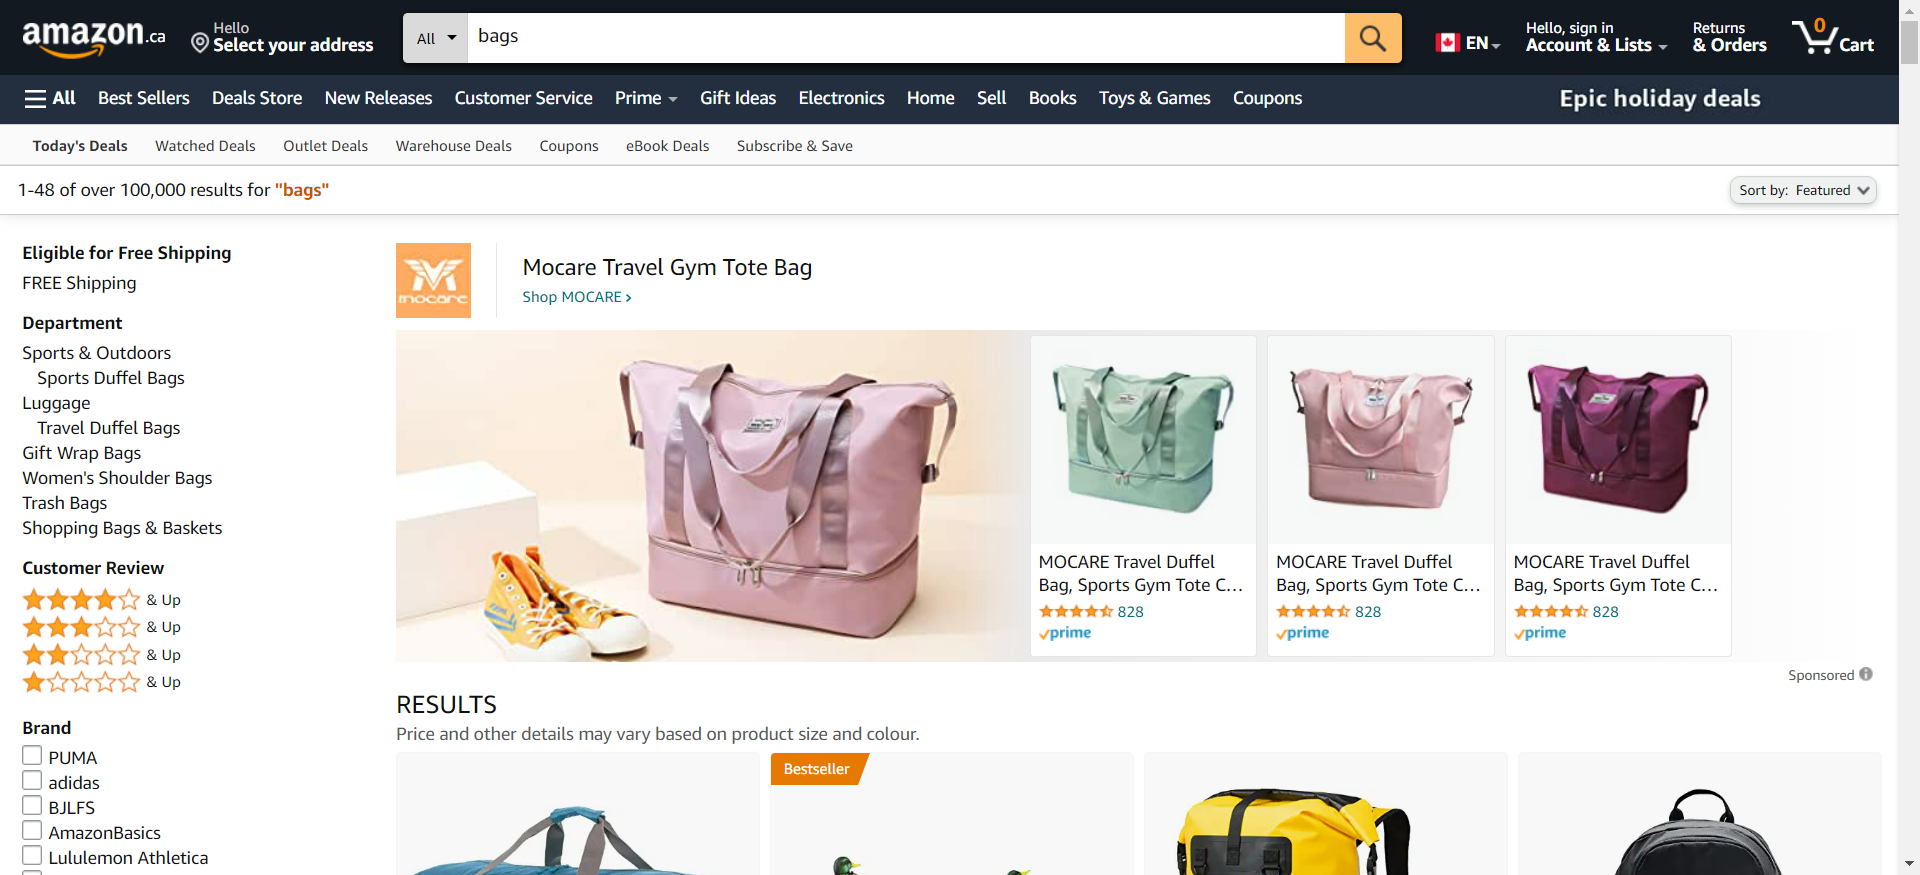 amazon.ca
Hello
Select your address
All
bags
EN
Hello, sign in
Account & Lists
Returns
& Orders
0
Cart
All
Best Sellers
Deals Store
New Releases
Customer Service
Prime
Gift Ideas
Electronics
Home
Sell
Books
Toys & Games
Coupons
Epic holiday deals
Today's Deals
Watched Deals
Outlet Deals
Warehouse Deals
Coupons
eBook Deals
Subscribe & Save
1-48 of over 100,000 results for "bags"
Sort by: Featured
Eligible for Free Shipping
FREE Shipping
Department
Sports & Outdoors
Sports Duffel Bags
Luggage
Travel Duffel Bags
Gift Wrap Bags
Women's Shoulder Bags
Trash Bags
Shopping Bags & Baskets
Customer Review
& Up
& Up
& Up
& Up
Brand
PUMA
adidas
BJLFS
AmazonBasics
Lululemon Athletica
mocare
Mocare Travel Gym Tote Bag
Shop MOCARE ›
MOCARE Travel Duffel
Bag, Sports Gym Tote C...
828
prime
MOCARE Travel Duffel
Bag, Sports Gym Tote C...
828
prime
MOCARE Travel Duffel
Bag, Sports Gym Tote C...
828
prime
Sponsored
RESULTS
Price and other details may vary based on product size and colour.
Bestseller